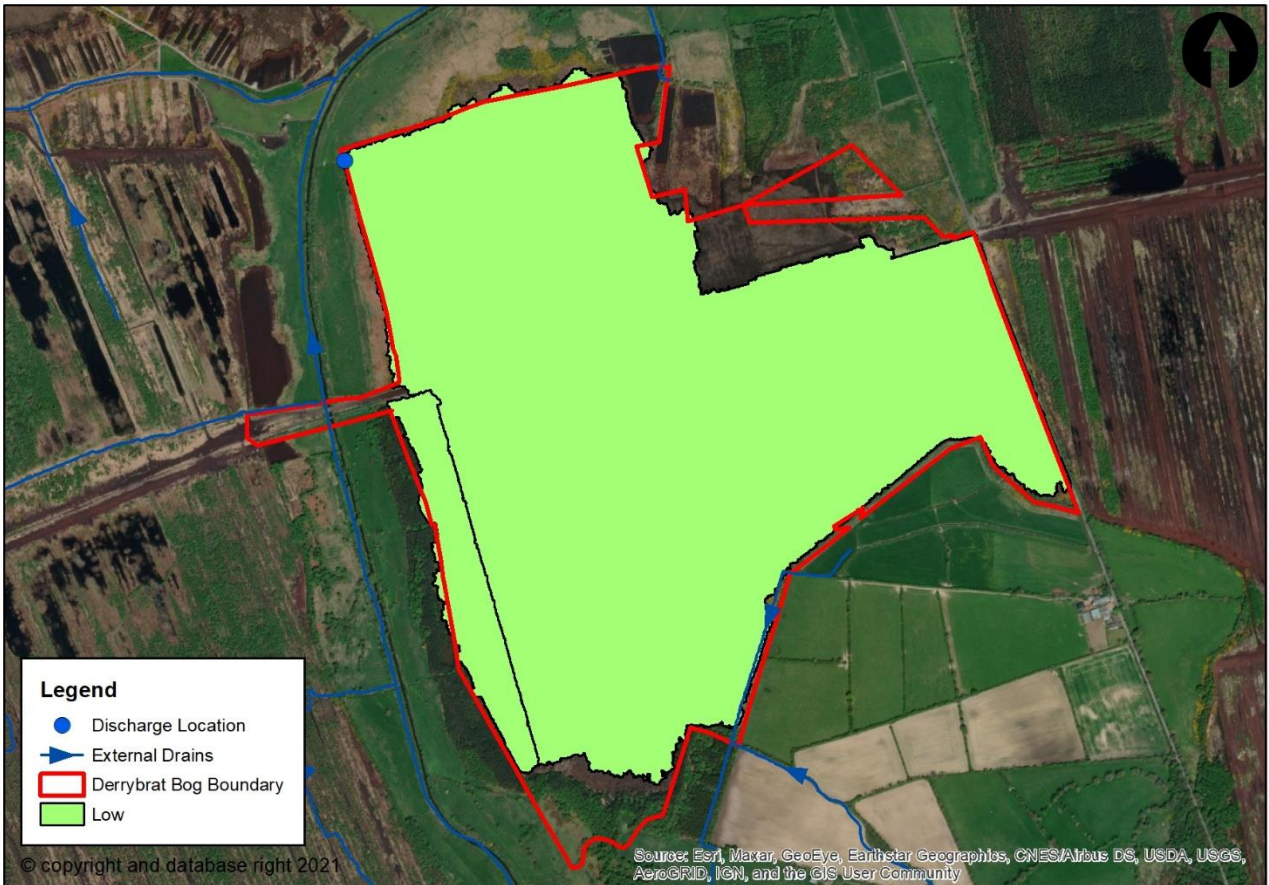 Legend
Discharge Location
External Drains
Derrybrat Bog Boundary
Low
© copyright and database right 2021
Source: Esri, Maxar, GeoEye, Earthstar Geographics, CNES/Airbus DS, USDA, USGS,
AeroGRID, IGN, and the GIS User Community